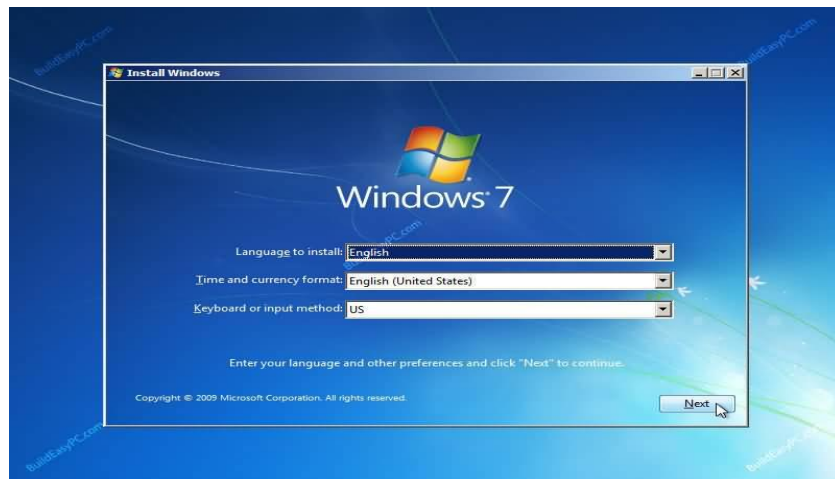 BuildEasyPC.com
BuildEasyPC.com
Install Windows
Windows® 7
BuildEasyPC.com
Language to install: English
Time and currency format: English (United States)
Keyboard or input method: US
Enter your language and other preferences and click "Next" to continue.
Copyright © 2009 Microsoft Corporation. All rights reserved.
Next
BuildEasyPC.com
BuildEasyPC.com